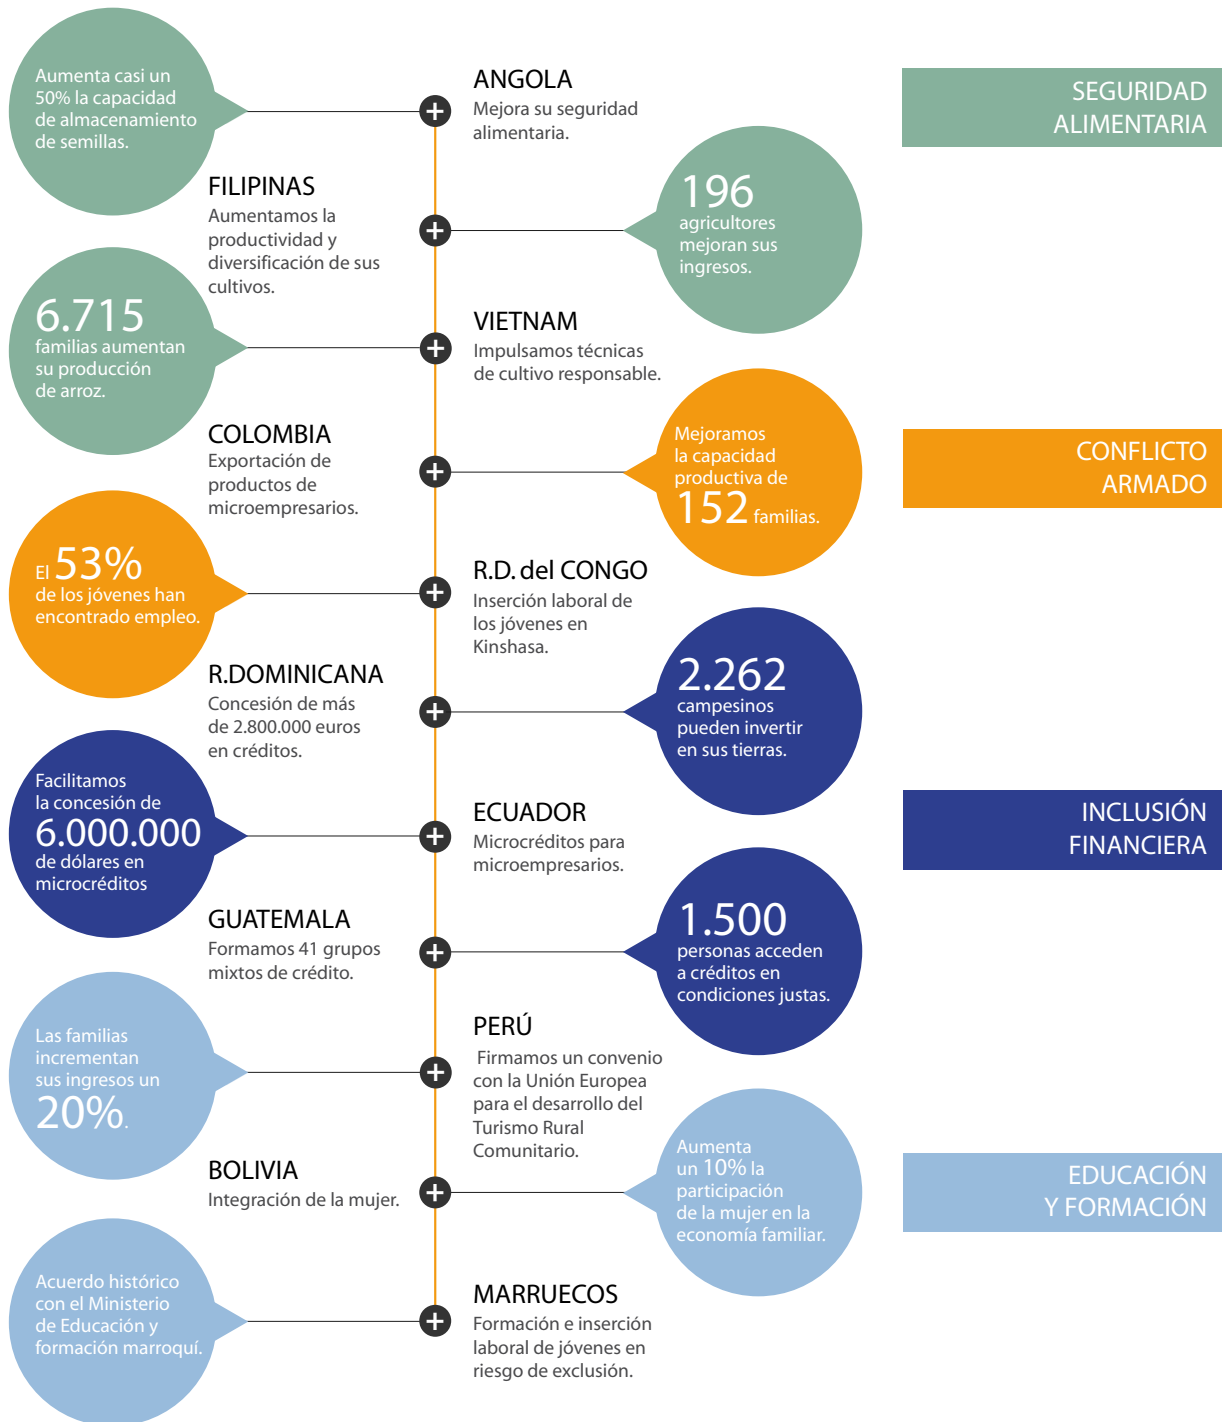 Aumenta casi un
50% la capacidad
de almacenamiento
de semillas.
ANGOLA
Mejora su seguridad
alimentaria.
SEGURIDAD
ALIMENTARIA
FILIPINAS
Aumentamos la
productividad y
diversificación de sus
cultivos.
196
agricultores
mejoran sus
ingresos.
6.715
familias aumentan
su producción
de arroz.
VIETNAM
Impulsamos técnicas
de cultivo responsable.
COLOMBIA
Exportación de
productos de
microempresarios.
Mejoramos
la capacidad
productiva de
152 familias.
CONFLICTO
ARMADO
El 53%
de los jóvenes han
encontrado empleo.
R.D. del CONGO
Inserción laboral de
los jóvenes en
Kinshasa.
R.DOMINICANA
Concesión de más
de 2.800.000 euros
en créditos.
2.262
campesinos
pueden invertir
en sus tierras.
Facilitamos
la concesión de
6.000.000
de dólares en
microcréditos
ECUADOR
Microcréditos para
microempresarios.
INCLUSIÓN
FINANCIERA
GUATEMALA
Formamos 41 grupos
mixtos de crédito.
1.500
personas acceden
a créditos en
condiciones justas.
Las familias
incrementan
sus ingresos un
20%.
PERÚ
Firmamos un convenio
con la Unión Europea
para el desarrollo del
Turismo Rural
Comunitario.
BOLIVIA
Integración de la mujer.
Aumenta
un 10% la
participación
de la mujer en la
economía familiar.
EDUCACIÓN
Y FORMACIÓN
Acuerdo histórico
con el Ministerio
de Educación y
formación marroquí.
MARRUECOS
Formación e inserción
laboral de jóvenes en
riesgo de exclusión.